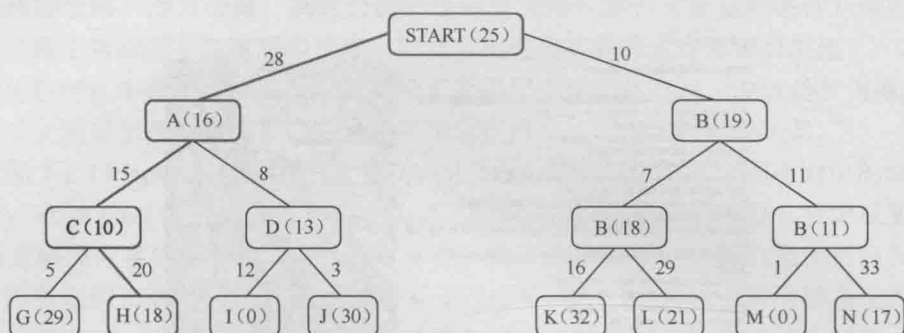 START(25)
28 10
A(16) B(19)
15 8 7 11
C(10) D(13) B(18) B(11)
5 20 12 3 16 29 1 33
G(29) H(18) I(0) J(30) K(32) L(21) M(0) N(17)